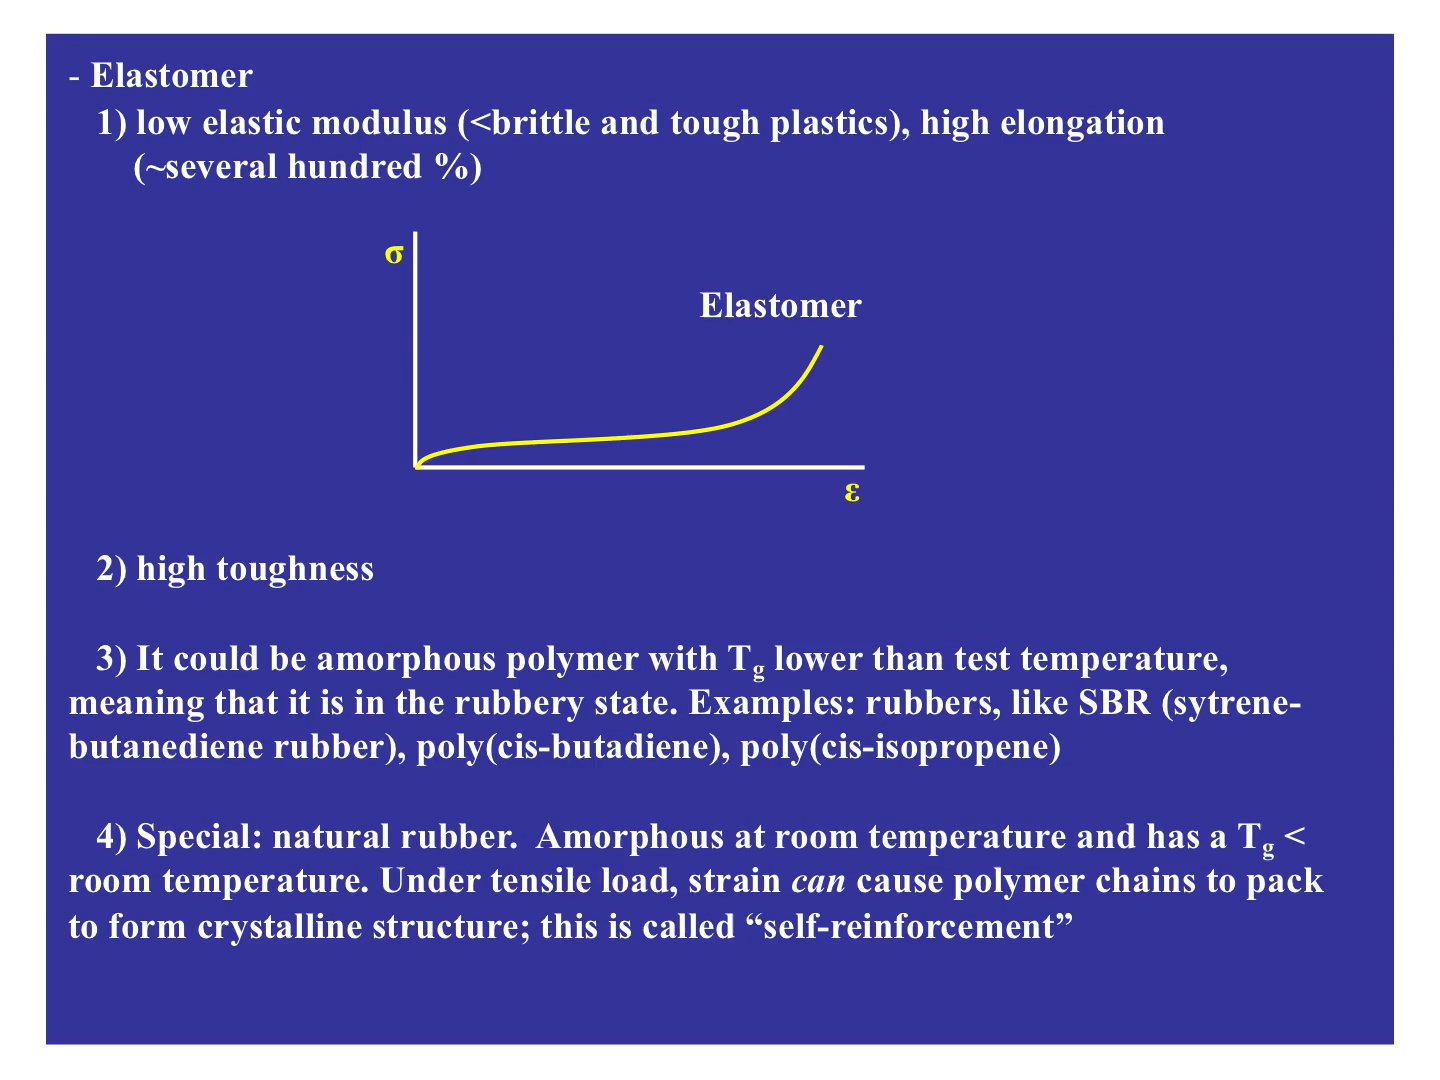 - Elastomer
1) low elastic modulus (<brittle and tough plastics), high elongation
(~several hundred %)
σ
Elastomer
ε
2) high toughness
3) It could be amorphous polymer with Tg lower than test temperature,
meaning that it is in the rubbery state. Examples: rubbers, like SBR (sytrene-
butanediene rubber), poly(cis-butadiene), poly(cis-isopropene)
4) Special: natural rubber.  Amorphous at room temperature and has a Tg <
room temperature. Under tensile load, strain can cause polymer chains to pack
to form crystalline structure; this is called “self-reinforcement”